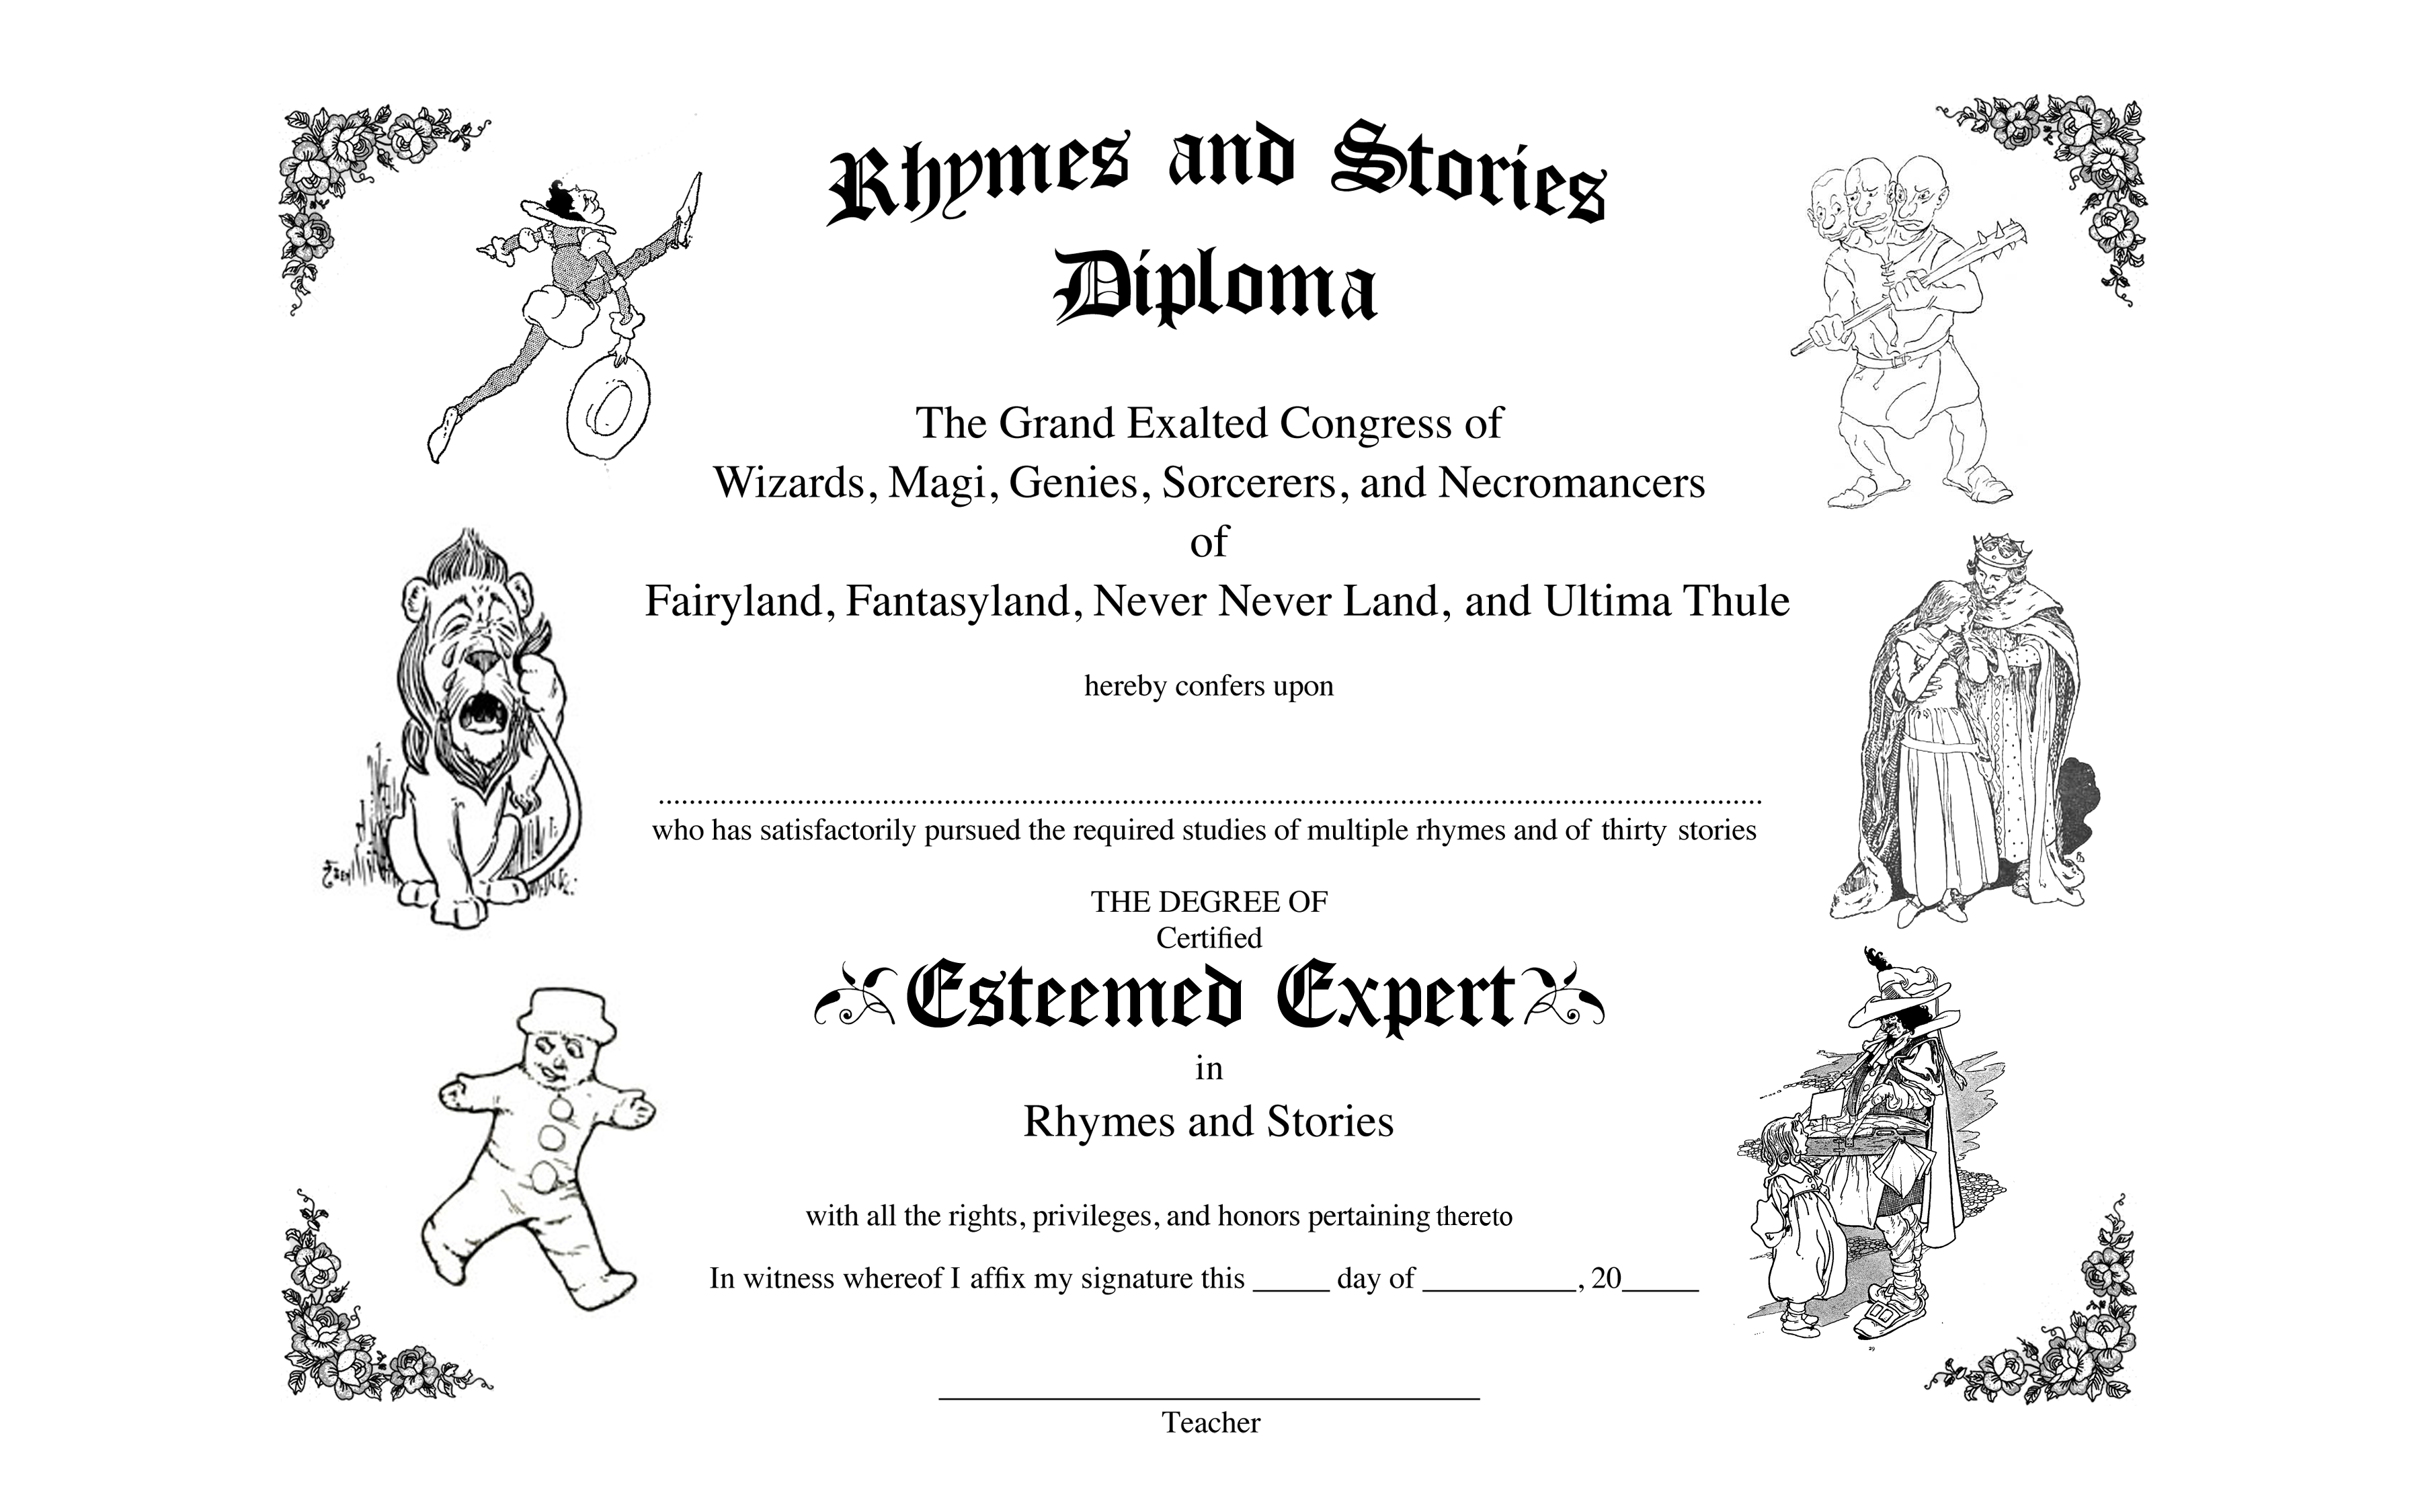 Rhymes and Stories
Diploma
The Grand Exalted Congress of
Wizards, Magi, Genies, Sorcerers, and Necromancers
of
Fairyland, Fantasyland, Never Never Land, and Ultima Thule
hereby confers upon
who has satisfactorily pursued the required studies of multiple rhymes and of thirty stories
THE DEGREE OF
Certified
Esteemed Expert
in
Rhymes and Stories
with all the rights, privileges, and honors pertaining thereto
In witness whereof I affix my signature this _____ day of __________, 20_____
Teacher